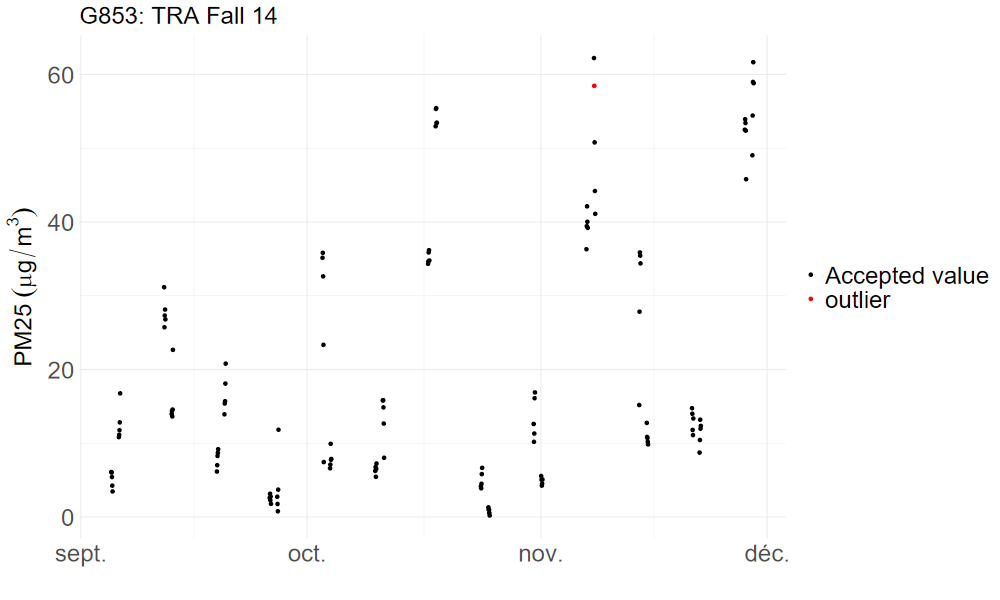 G853: TRA Fall 14
PM25 (μg/m³)
60
40
20
0
sept. oct. nov. déc.
Accepted value
outlier